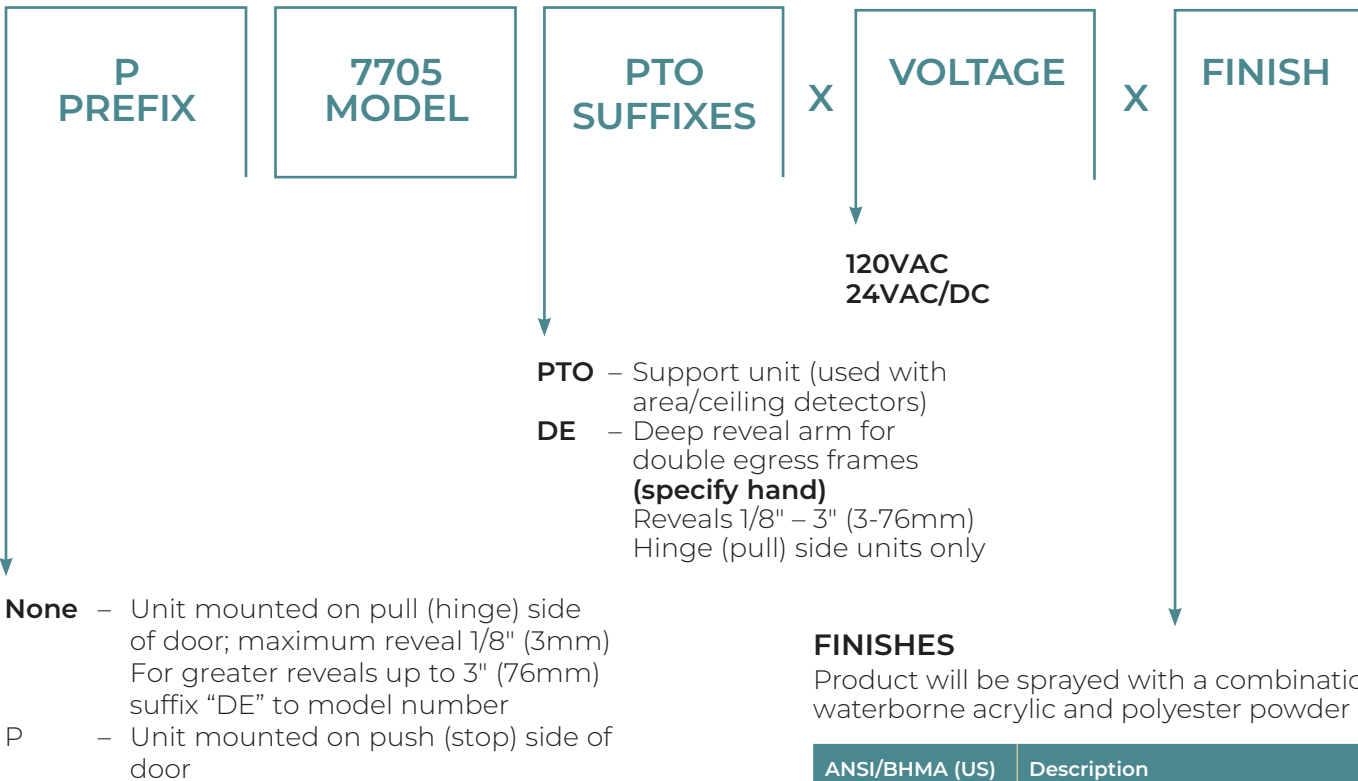 P
PREFIX
7705
MODEL
PTO
SUFFIXES
X
VOLTAGE
X
FINISH
120VAC
24VAC/DC
PTO – Support unit (used with
area/ceiling detectors)
DE – Deep reveal arm for
double egress frames
(specify hand)
Reveals 1/8" – 3" (3-76mm)
Hinge (pull) side units only
None – Unit mounted on pull (hinge) side
of door; maximum reveal 1/8" (3mm)
For greater reveals up to 3" (76mm)
suffix “DE” to model number
P – Unit mounted on push (stop) side of
door
FINISHES
Product will be sprayed with a
waterborne acrylic and polyester powder
ANSI/BHMA (US) Description